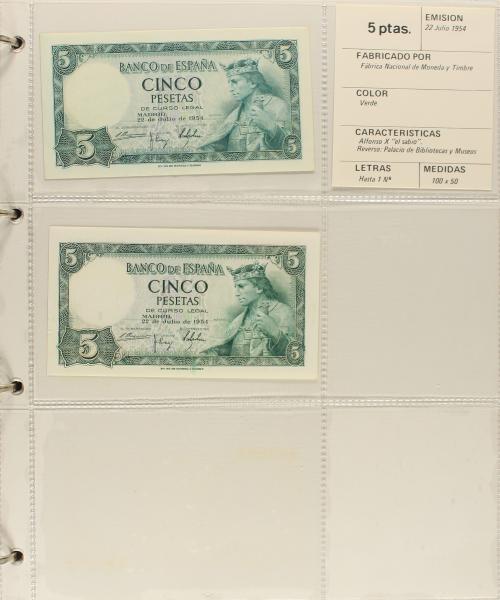 5
5
BANCO DE ESPAÑA
CINCO
PESETAS
DE CURSO LEGAL
MADRID,
22 de julio de 1954
5
5
5 ptas.
EMISION
22 Julio 1954
FABRICADO POR
Fábrica Nacional de Moneda y Timbre
COLOR
Verde
CARACTERISTICAS
Alfonso X "el sabio".
Reverso: Palacio de Bibliotecas y Museos
LETRAS
Hasta 1 Nª
MEDIDAS
100 x 50
5
5
BANCO DE ESPAÑA
CINCO
PESETAS
DE CURSO LEGAL
MADRID,
22 de julio de 1954
5
5